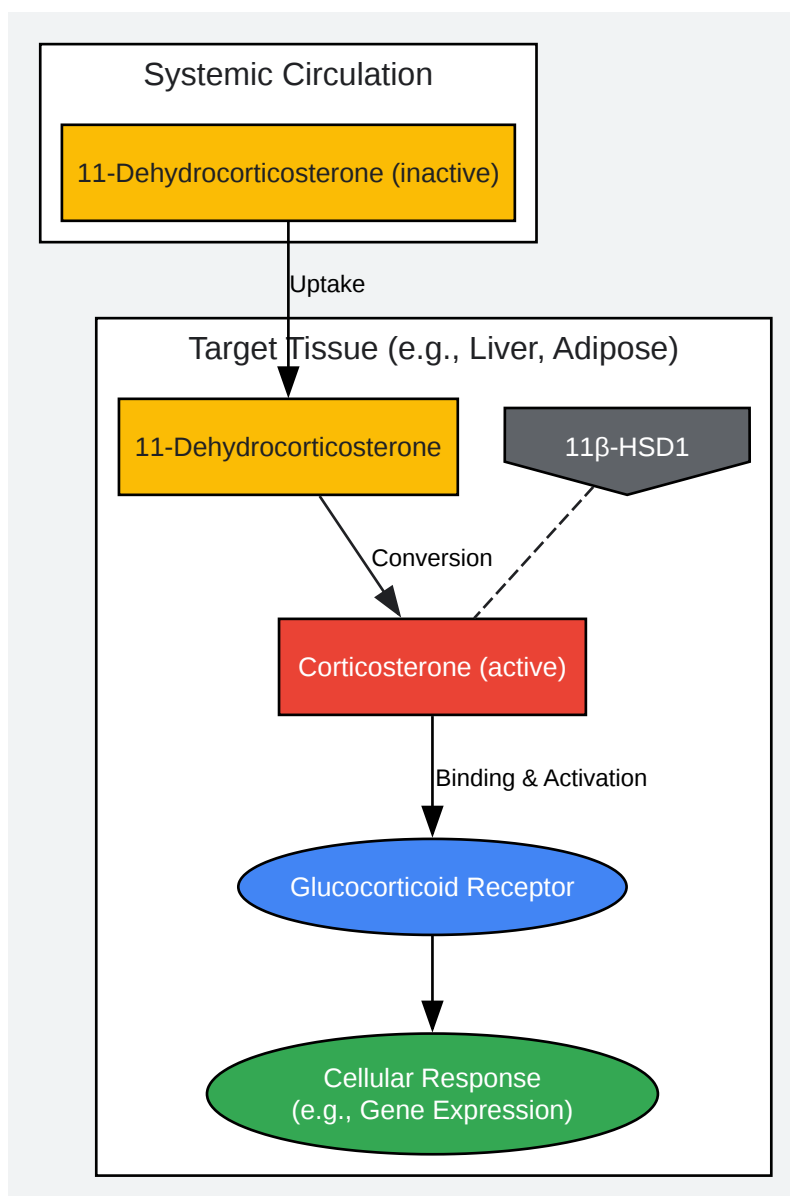 Systemic Circulation
11-Dehydrocorticosterone (inactive)
Uptake
Target Tissue (e.g., Liver, Adipose)
11-Dehydrocorticosterone
11β-HSD1
Conversion
Corticosterone (active)
Binding & Activation
Glucocorticoid Receptor
Cellular Response
(e.g., Gene Expression)